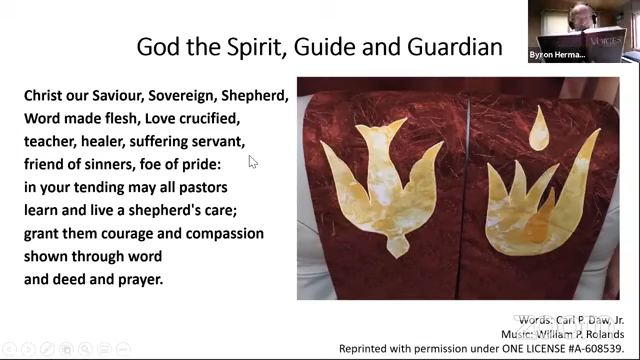 God the Spirit, Guide and Guardian
Byron Herma...
VOICES
Christ our Saviour, Sovereign, Shepherd,
Word made flesh, Love crucified,
teacher, healer, suffering servant,
friend of sinners, foe of pride:
in your tending may all pastors
learn and live a shepherd's care;
grant them courage and compassion
shown through word
and deed and prayer.
Words: Carl P. Daw, Jr.
Music: William P. Rolands
Reprinted with permission under ONE LICENSE #A-608539.
zoom